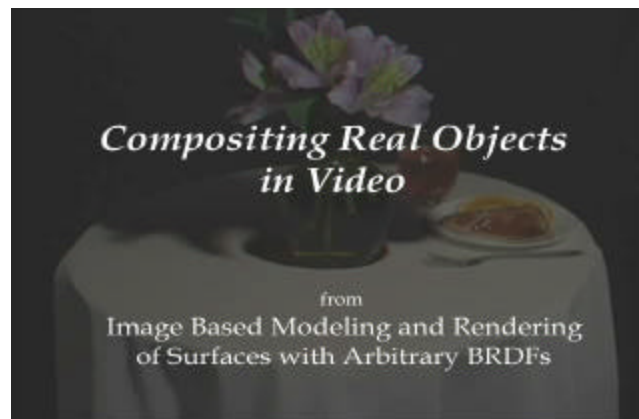 Compositing Real Objects
in Video
from
Image Based Modeling and Rendering
of Surfaces with Arbitrary BRDFs